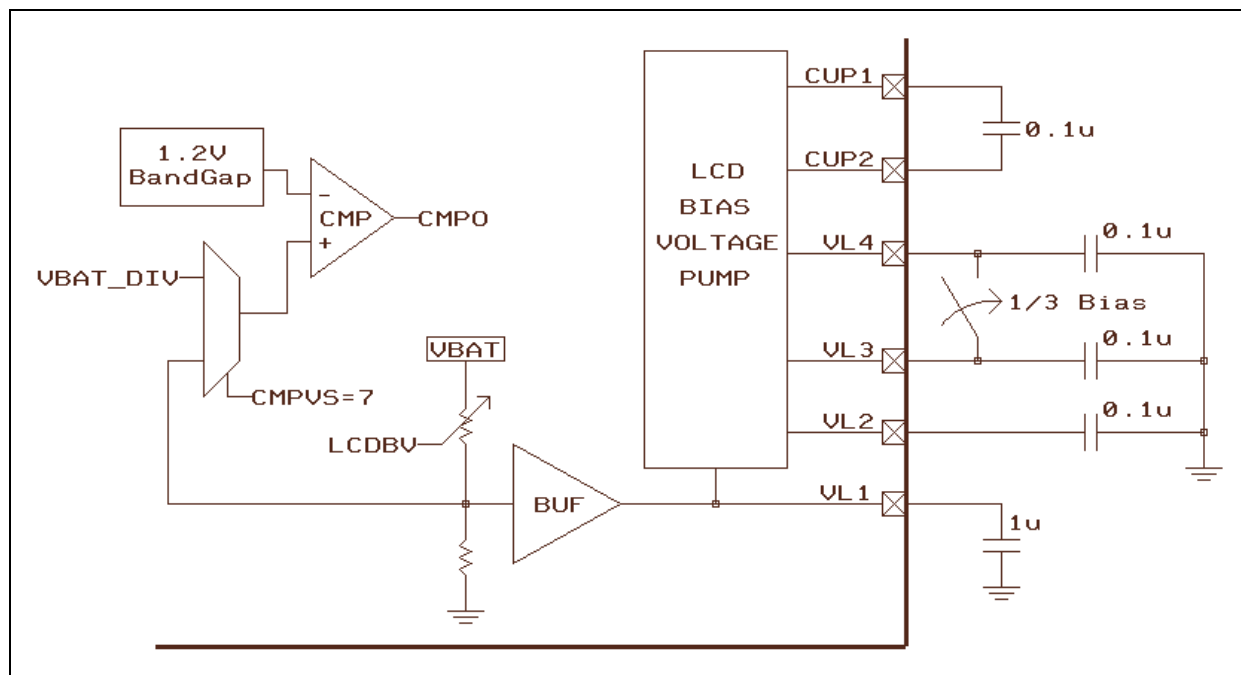 CUP1
0.1u
1.2V
BandGap
CUP2
LCD
BIAS
VOLTAGE
PUMP
−
CMP
+
CMPO
VL4
0.1u
VBAT_DIV
1/3 Bias
VBAT
VL3
0.1u
CMPVS=7
LCDBV
VL2
0.1u
BUF
VL1
1u